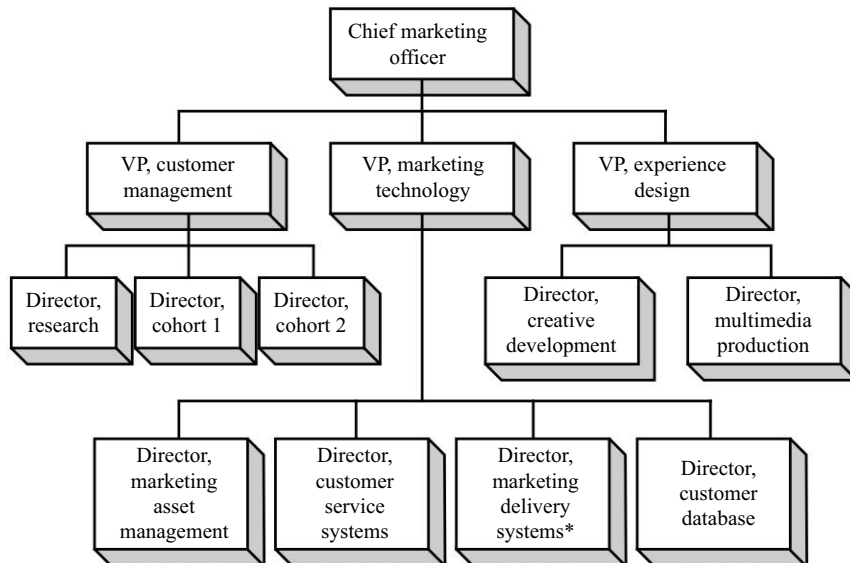 Chief marketing
officer
VP, customer
management
VP, marketing
technology
VP, experience
design
Director,
research
Director,
cohort 1
Director,
cohort 2
Director,
creative
development
Director,
multimedia
production
Director,
marketing
asset
management
Director,
customer
service
systems
Director,
marketing
delivery
systems*
Director,
customer
database